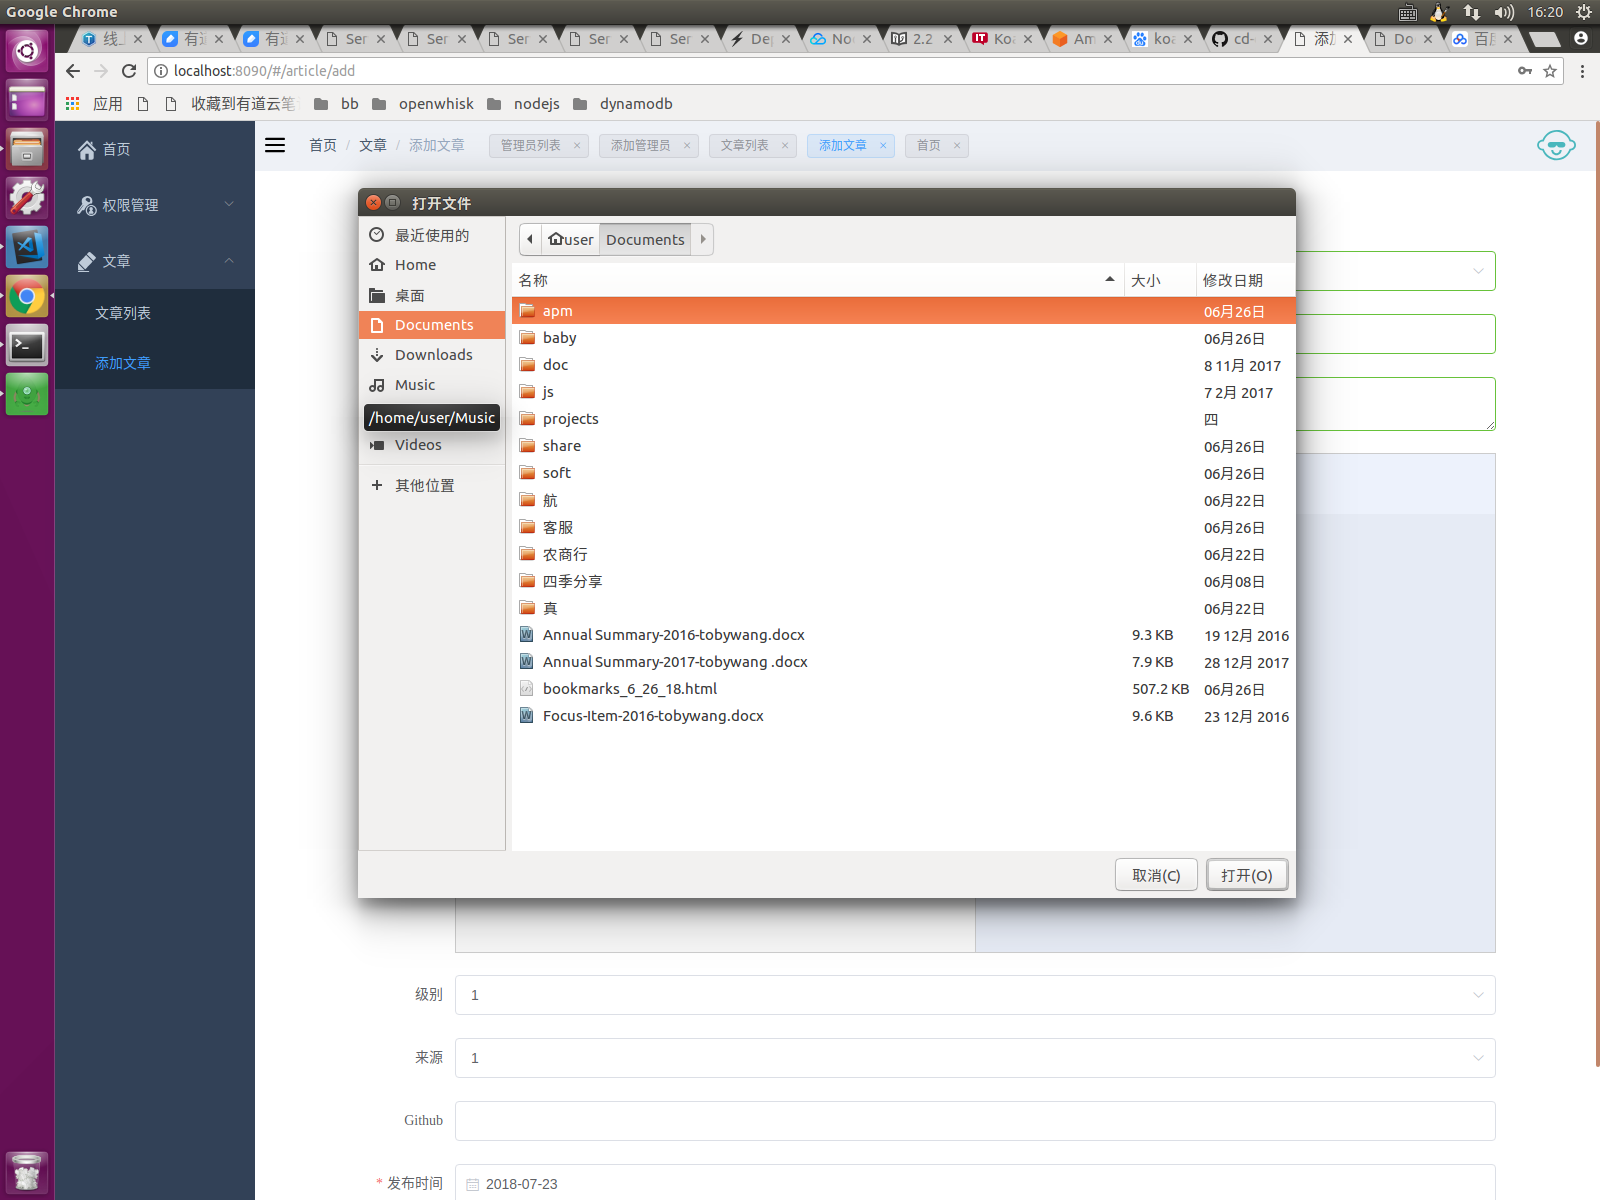 Google Chrome
16:20
线上
有道
有道
Ser
Ser
Ser
Ser
Ser
De
No
2.2
Ko
Am
koa
cd-
添加
Do
百度
localhost:8090/#/article/add
应用
收藏到有道云笔
bb
openwhisk
nodejs
dynamodb
首页
权限管理
文章
文章列表
添加文章
首页 / 文章 / 添加文章
管理员列表 ×
添加管理员 ×
文章列表 ×
添加文章 ×
首页 ×
打开文件
最近使用的
Home
桌面
Documents
Downloads
Music
/home/user/Music
Videos
其他位置
user
Documents
名称 大小 修改日期
apm 06月26日
baby 06月26日
doc 8 11月 2017
js 7 2月 2017
projects 四
share 06月26日
soft 06月26日
航 06月22日
客服 06月26日
农商行 06月22日
四季分享 06月08日
真 06月22日
Annual Summary-2016-tobywang.docx 9.3 KB 19 12月 2016
Annual Summary-2017-tobywang .docx 7.9 KB 28 12月 2017
bookmarks_6_26_18.html 507.2 KB 06月26日
Focus-Item-2016-tobywang.docx 9.6 KB 23 12月 2016
取消(C)
打开(O)
级别 1
来源 1
Github
* 发布时间 2018-07-23